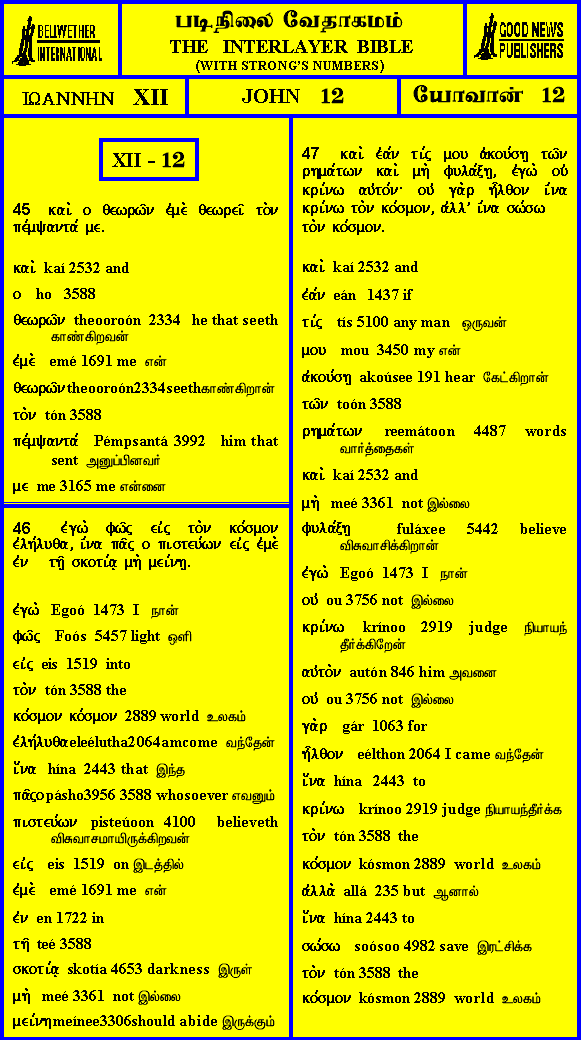 BELLWETHER
INTERNATIONAL
படிநிலை வேதாகமம்
THE INTERLAYER BIBLE
(WITH STRONG'S NUMBERS)
GOOD NEWS
PUBLISHERS
ΙΩΑΝΝΗΝ XII
JOHN 12
யோவான் 12
XII - 12
45 καὶ ο θεωρῶν ἐμὲ θεωρεῖ τὸν
πέμψαντά με.
καὶ kaí 2532 and
ο ho 3588
θεωρῶν theooroón 2334 he that seeth
காண்கிறவன்
ἐμὲ emé 1691 me என்
θεωρῶν theooroón2334seethகாண்கிறான்
τὸν tón 3588
πέμψαντά Pémpsantá 3992 him that
sent அனுப்பினவர்
με me 3165 me என்னை
46 ἐγὼ φῶς εἰς τὸν κόσμον
ἐλήλυθα, ἵνα πᾶς ο πιστεύων εἰς ἐμὲ
ἐν τῇ σκοτίᾳ μὴ μείνῃ.
ἐγὼ Egoó 1473 I நான்
φῶς Foós 5457 light ஒளி
εἰς eis 1519 into
τὸν tón 3588 the
κόσμον κόσμον 2889 world உலகம்
ἐλήλυθα eleélutha2064amcome வந்தேன்
ἵνα hína 2443 that இந்த
πᾶςο pásho3956 3588 whosoever எவனும்
πιστεύων pisteúoon 4100 believeth
விசுவாசமாயிருக்கிறவன்
εἰς eis 1519 on இடத்தில்
ἐμὲ emé 1691 me என்
ἐν en 1722 in
τῇ teé 3588
σκοτίᾳ skotía 4653 darkness இருள்
μὴ meé 3361 not இல்லை
μείνῃ meínee3306should abide இருக்கும்
47 καὶ ἐάν τίς μου ἀκούσῃ τῶν
ρημάτων καὶ μὴ φυλάξῃ, ἐγὼ οὐ
κρίνω αὐτόν· οὐ γὰρ ἦλθον ἵνα
κρίνω τὸν κόσμον, ἀλλ' ἵνα σώσω
τὸν κόσμον.
καὶ kaí 2532 and
ἐάν eán 1437 if
τίς tís 5100 any man ஒருவன்
μου mou 3450 my என்
ἀκούσῃ akoúsee 191 hear கேட்கிறான்
τῶν toón 3588
ρημάτων reemátoon 4487 words
வார்த்தைகள்
καὶ kaí 2532 and
μὴ meé 3361 not இல்லை
φυλάξῃ fuláxee 5442 believe
விசுவாசிக்கிறான்
ἐγὼ Egoó 1473 I நான்
οὐ ou 3756 not இல்லை
κρίνω krínoo 2919 judge நியாயந்
தீர்க்கிறேன்
αὐτὸν autón 846 him அவனை
οὐ ou 3756 not இல்லை
γὰρ gár 1063 for
ἦλθον eélthon 2064 I came வந்தேன்
ἵνα hína 2443 to
κρίνω krínoo 2919 judge நியாயந்தீர்க்க
τὸν tón 3588 the
κόσμον kósmon 2889 world உலகம்
ἀλλὰ allá 235 but ஆனால்
ἵνα hína 2443 to
σώσω soósoo 4982 save இரட்சிக்க
τὸν tón 3588 the
κόσμον kósmon 2889 world உலகம்